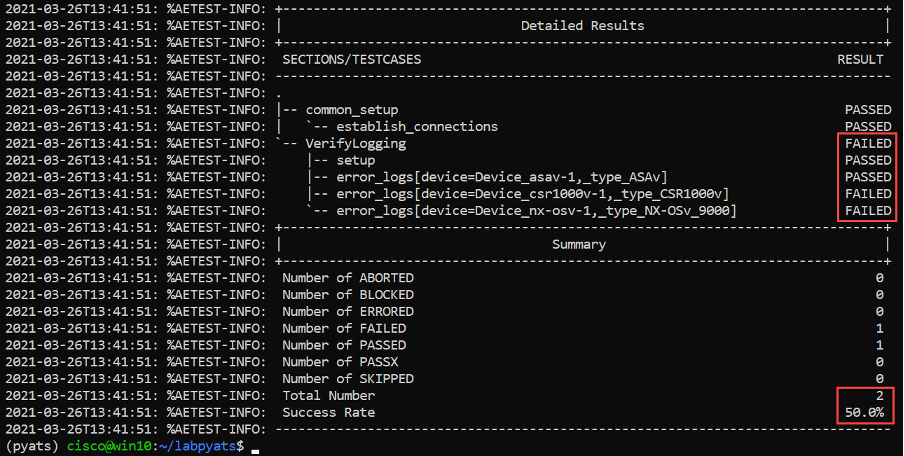 2021-03-26T13:41:51: %AETEST-INFO: +------------------------------------------------------------------------------+
2021-03-26T13:41:51: %AETEST-INFO: |                               Detailed Results                               |
2021-03-26T13:41:51: %AETEST-INFO: +------------------------------------------------------------------------------+
2021-03-26T13:41:51: %AETEST-INFO:  SECTIONS/TESTCASES                                                      RESULT
2021-03-26T13:41:51: %AETEST-INFO: --------------------------------------------------------------------------------
2021-03-26T13:41:51: %AETEST-INFO: .
2021-03-26T13:41:51: %AETEST-INFO: |-- common_setup                                                          PASSED
2021-03-26T13:41:51: %AETEST-INFO: |   `-- establish_connections                                             PASSED
2021-03-26T13:41:51: %AETEST-INFO: `-- VerifyLogging                                                         FAILED
2021-03-26T13:41:51: %AETEST-INFO:     |-- setup                                                             PASSED
2021-03-26T13:41:51: %AETEST-INFO:     |-- error_logs[device=Device_asav-1,_type_ASAv]                       PASSED
2021-03-26T13:41:51: %AETEST-INFO:     |-- error_logs[device=Device_csr1000v-1,_type_CSR1000v]               FAILED
2021-03-26T13:41:51: %AETEST-INFO:     `-- error_logs[device=Device_nx-osv-1,_type_NX-OSv_9000]              FAILED
2021-03-26T13:41:51: %AETEST-INFO: +------------------------------------------------------------------------------+
2021-03-26T13:41:51: %AETEST-INFO: |                                   Summary                                    |
2021-03-26T13:41:51: %AETEST-INFO: +------------------------------------------------------------------------------+
2021-03-26T13:41:51: %AETEST-INFO:  Number of ABORTED                                                            0
2021-03-26T13:41:51: %AETEST-INFO:  Number of BLOCKED                                                            0
2021-03-26T13:41:51: %AETEST-INFO:  Number of ERRORED                                                            0
2021-03-26T13:41:51: %AETEST-INFO:  Number of FAILED                                                             1
2021-03-26T13:41:51: %AETEST-INFO:  Number of PASSED                                                             1
2021-03-26T13:41:51: %AETEST-INFO:  Number of PASSX                                                              0
2021-03-26T13:41:51: %AETEST-INFO:  Number of SKIPPED                                                            0
2021-03-26T13:41:51: %AETEST-INFO:  Total Number                                                                 2
2021-03-26T13:41:51: %AETEST-INFO:  Success Rate                                                             50.0%
2021-03-26T13:41:51: %AETEST-INFO: --------------------------------------------------------------------------------
(pyats) cisco@win10:~/labpyats$